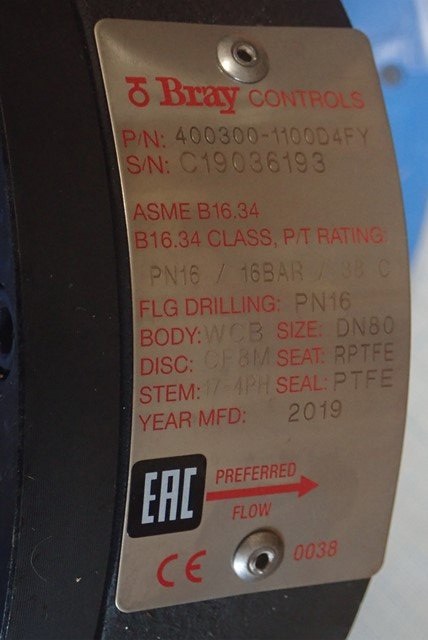 Bray CONTROLS
P/N: 400300-1100D4FY
S/N: C19036193
ASME B16.34
B16.34 CLASS, P/T RATING:
PN16 / 16BAR / 38 C
FLG DRILLING: PN16
BODY: WCB SIZE: DN80
DISC: CF8M SEAT: RPTFE
STEM: 17-4PH SEAL: PTFE
YEAR MFD: 2019
EAC PREFERRED
FLOW
CE 0038